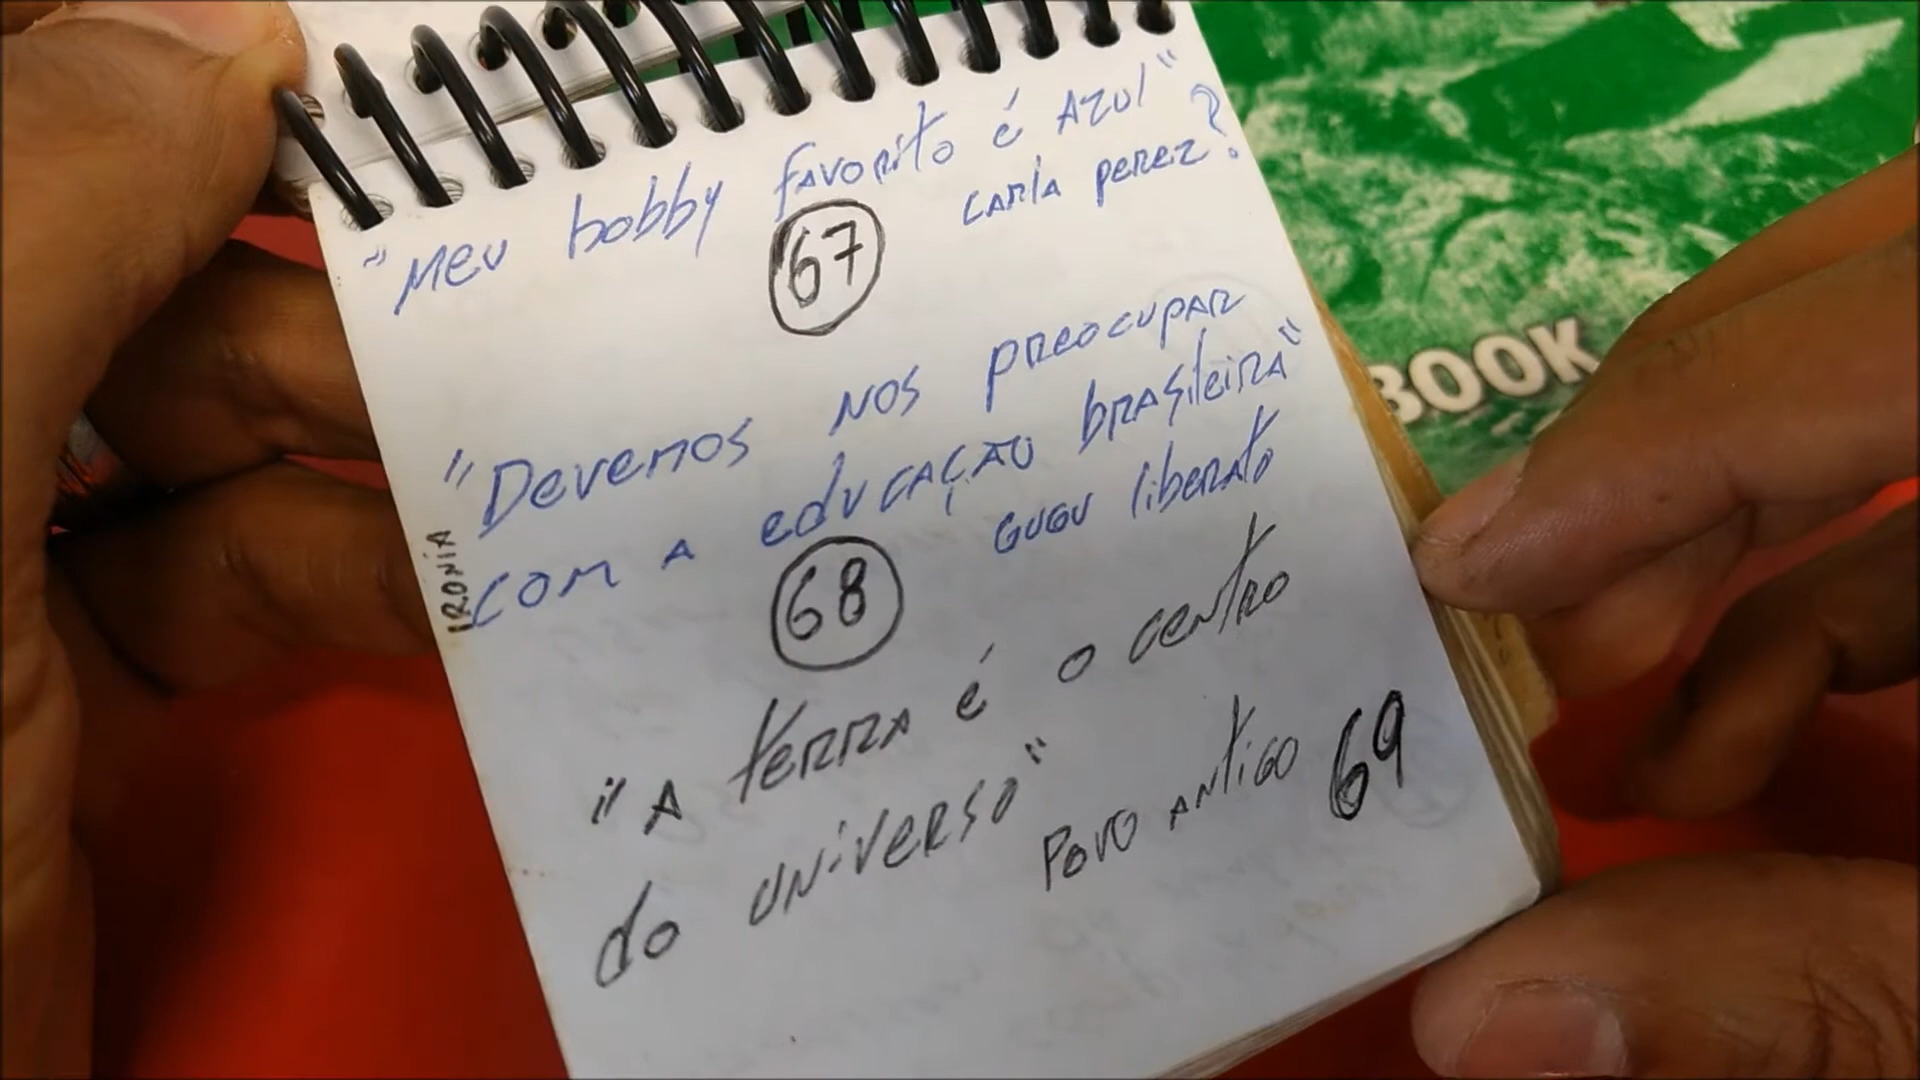 "Meu hobby favorito é Azul"
Carla perez?
67
"Devemos nos preocupar
com a educação brasileira"
IRONIA
68
Gugu liberato
"A terra é o centro
do universo"
Povo antigo 69
BOOK